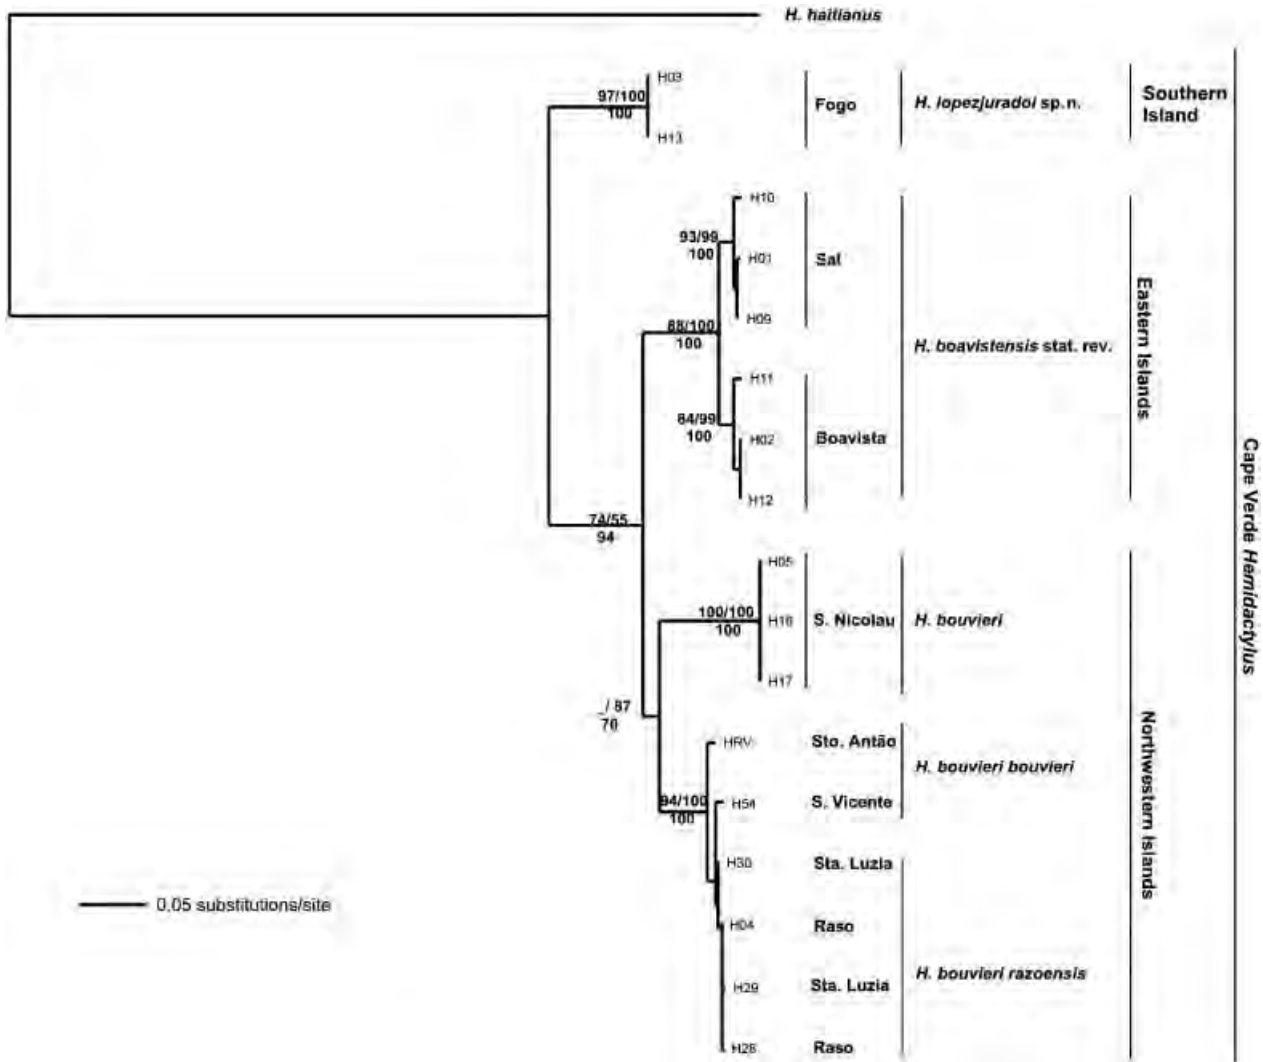 H. haitianus
H03
97/100
100
Fogo
H. lopezjuradoi sp.n.
Southern
Island
H13
H10
93/99
100
H01
Sal
H09
88/100
100
H. boavistensis stat. rev.
Eastern Islands
H11
84/99
100
H02
Boavista
H12
Cape Verde Hemidactylus
74/55
94
H05
100/100
100
H16
S. Nicolau
H. bouvieri
H17
_/ 87
70
HRV
Sto. Antão
H. bouvieri bouvieri
Northwestern Islands
94/100
100
H54
S. Vicente
H30
Sta. Luzia
0.05 substitutions/site
H04
Raso
H. bouvieri razoensis
H29
Sta. Luzia
H28
Raso